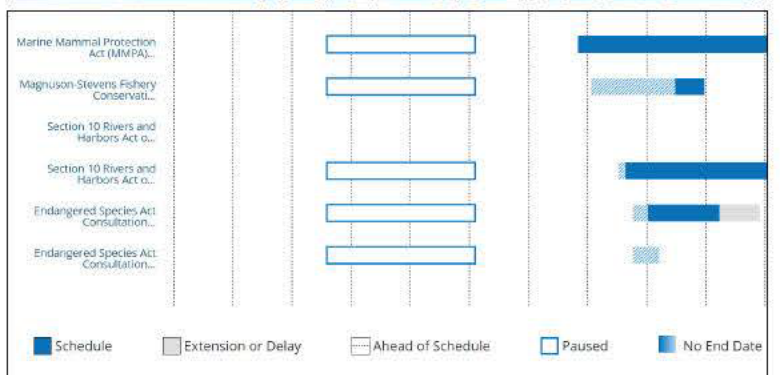 Marine Mammal Protection
Act (MMPA)...
Magnuson-Stevens Fishery
Conservati...
Section 10 Rivers and
Harbors Act o...
Section 10 Rivers and
Harbors Act o...
Endangered Species Act
Consultation...
Endangered Species Act
Consultation...
Schedule
Extension or Delay
Ahead of Schedule
Paused
No End Date